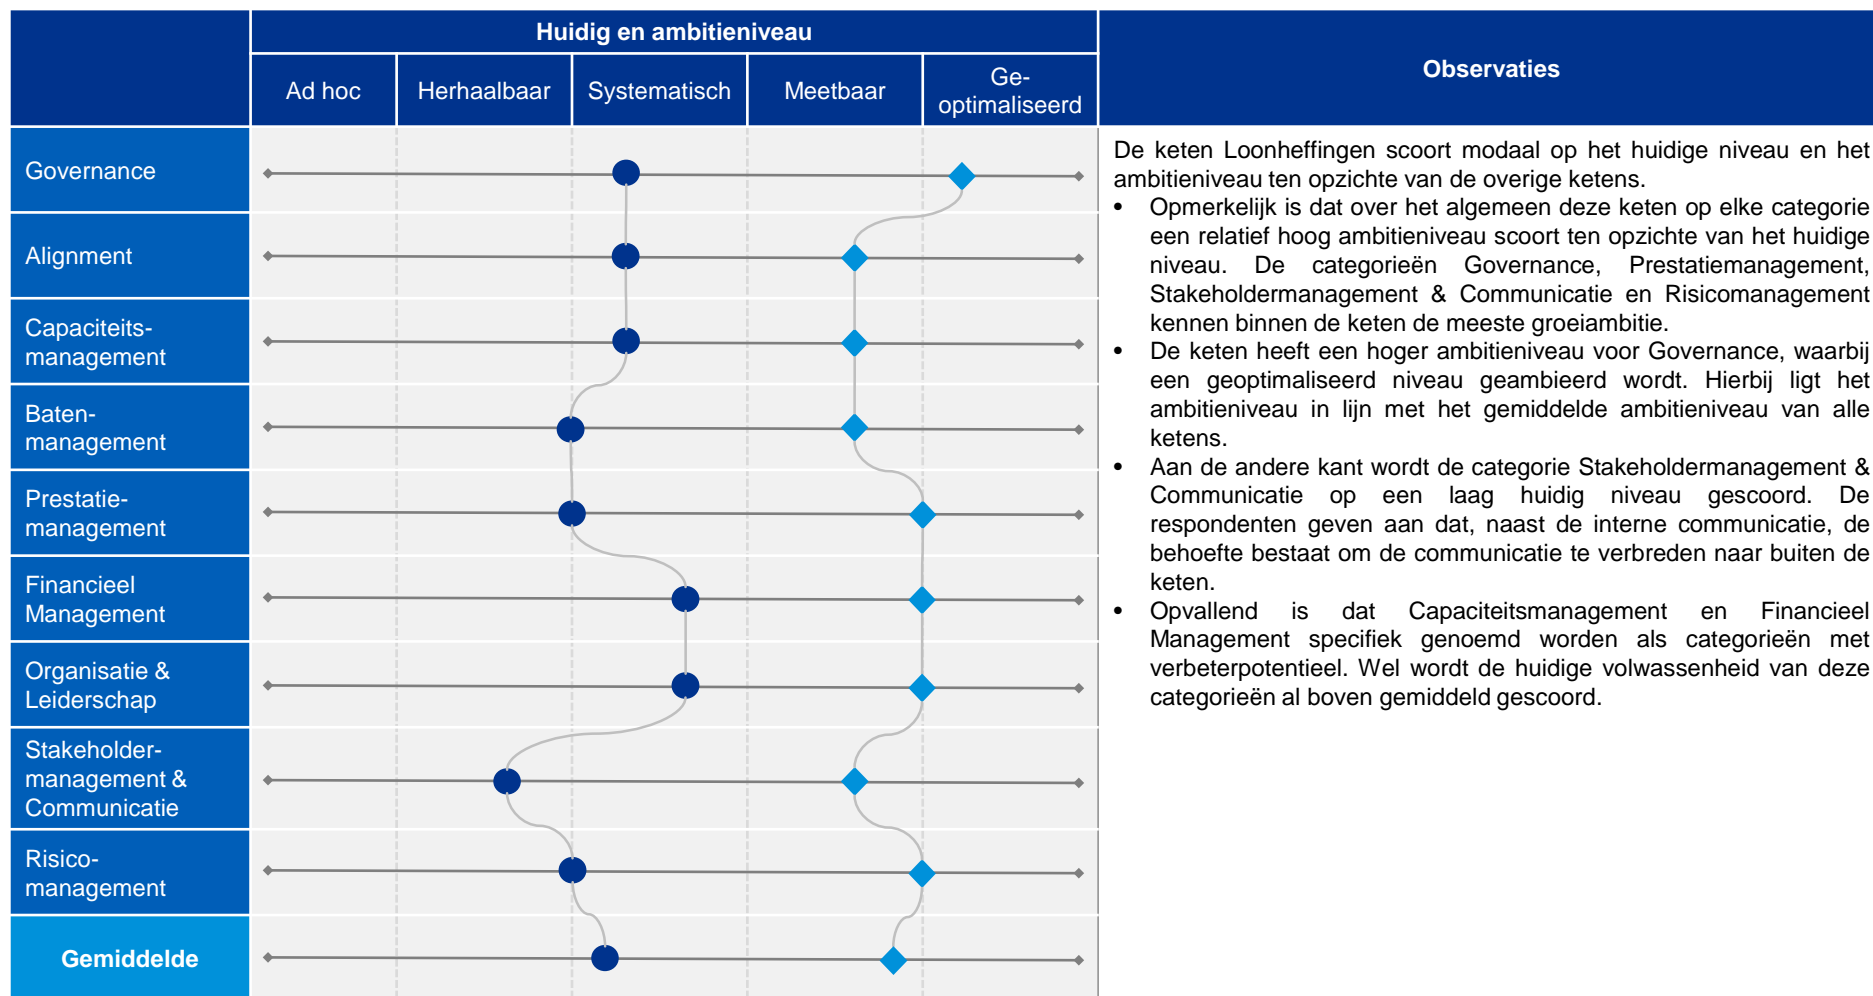 Huidig en ambitieniveau
Observaties
Ad hoc
Herhaalbaar
Systematisch
Meetbaar
Ge-
optimaliseerd
Governance
Alignment
Capaciteits-
management
Baten-
management
Prestatie-
management
Financieel
Management
Organisatie &
Leiderschap
Stakeholder-
management &
Communicatie
Risico-
management
Gemiddelde
De keten Loonheffingen scoort modaal op het huidige niveau en het
ambitieniveau ten opzichte van de overige ketens.
• Opmerkelijk is dat over het algemeen deze keten op elke categorie
een relatief hoog ambitieniveau scoort ten opzichte van het huidige
niveau. De categorieën Governance, Prestatiemanagement,
Stakeholdermanagement & Communicatie en Risicomanagement
kennen binnen de keten de meeste groeiambitie.
• De keten heeft een hoger ambitieniveau voor Governance, waarbij
een geoptimaliseerd niveau geambieerd wordt. Hierbij ligt het
ambitieniveau in lijn met het gemiddelde ambitieniveau van alle
ketens.
• Aan de andere kant wordt de categorie Stakeholdermanagement &
Communicatie op een laag huidig niveau gescoord. De
respondenten geven aan dat, naast de interne communicatie, de
behoefte bestaat om de communicatie te verbreden naar buiten de
keten.
• Opvallend is dat Capaciteitsmanagement en Financieel
Management specifiek genoemd worden als categorieën met
verbeterpotentieel. Wel wordt de huidige volwassenheid van deze
categorieën al boven gemiddeld gescoord.